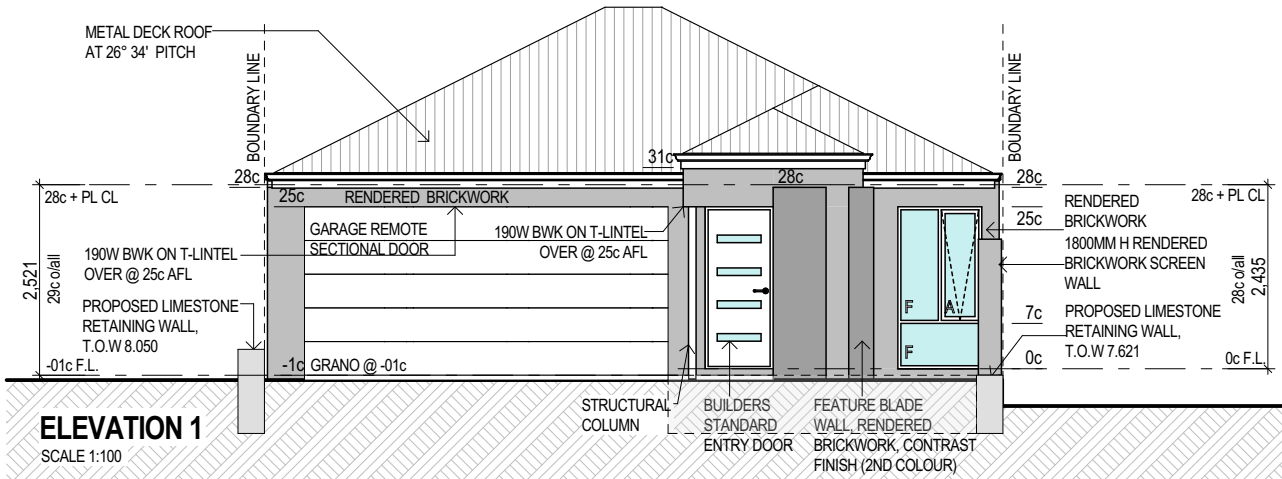 METAL DECK ROOF
AT 26° 34' PITCH
BOUNDARY LINE
BOUNDARY LINE
31c
28c
28c
28c
28c + PL CL
25c
RENDERED BRICKWORK
28c + PL CL
RENDERED
BRICKWORK
25c
GARAGE REMOTE
SECTIONAL DOOR
190W BWK ON T-LINTEL
OVER @ 25c AFL
190W BWK ON T-LINTEL
OVER @ 25c AFL
1800MM H RENDERED
BRICKWORK SCREEN
WALL
2,521
29c o/all
28c o/all
2,435
PROPOSED LIMESTONE
RETAINING WALL,
T.O.W 8.050
F
A
F
7c
PROPOSED LIMESTONE
RETAINING WALL,
T.O.W 7.621
-01c F.L.
-1c
GRANO @ -01c
0c
0c F.L.
STRUCTURAL
COLUMN
BUILDERS
STANDARD
ENTRY DOOR
FEATURE BLADE
WALL, RENDERED
BRICKWORK, CONTRAST
FINISH (2ND COLOUR)
ELEVATION 1
SCALE 1:100